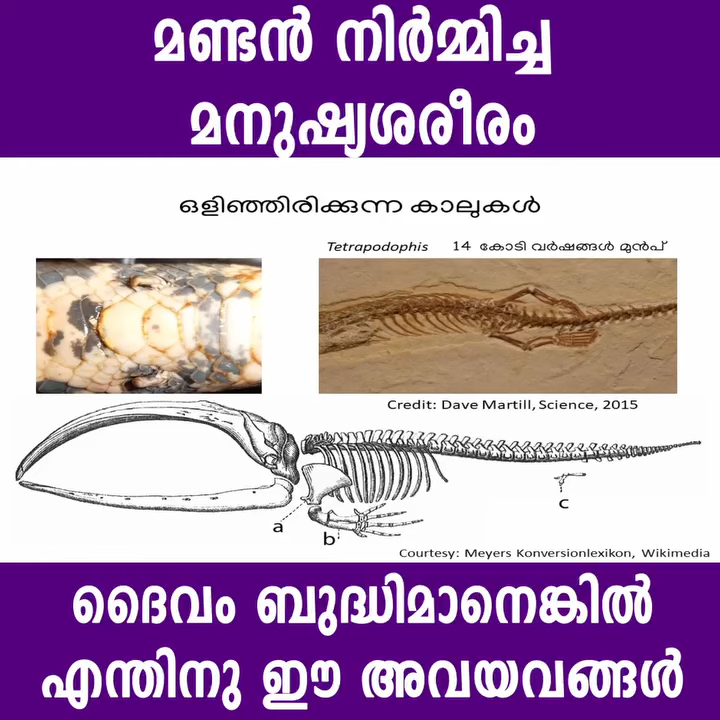 മണ്ടൻ നിർമ്മിച്ച
മനുഷ്യശരീരം
ഒളിഞ്ഞിരിക്കുന്ന കാലുകൾ
Tetrapodophis 14 കോടി വർഷങ്ങൾ മുൻപ്
Credit: Dave Martill, Science, 2015
a
b
c
Courtesy: Meyers Konversionlexikon, Wikimedia
ദൈവം ബുദ്ധിമാനെങ്കിൽ
എന്തിനു ഈ അവയവങ്ങൾ